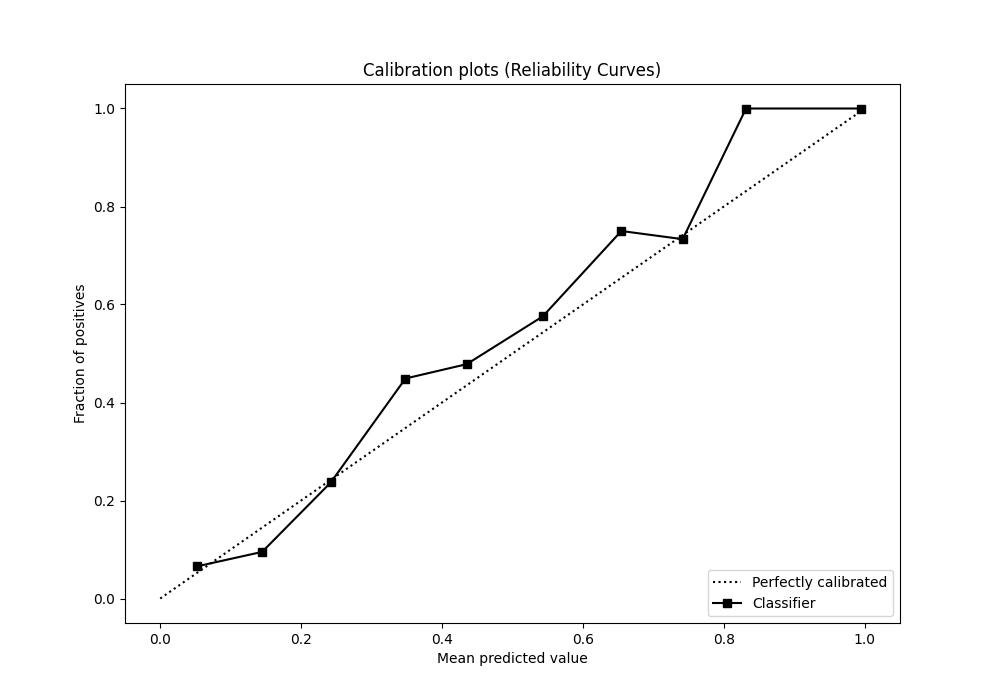 Calibration plots (Reliability Curves)
1.0
0.8
0.6
0.4
0.2
0.0
Fraction of positives
0.0 0.2 0.4 0.6 0.8 1.0
Mean predicted value
Perfectly calibrated
Classifier